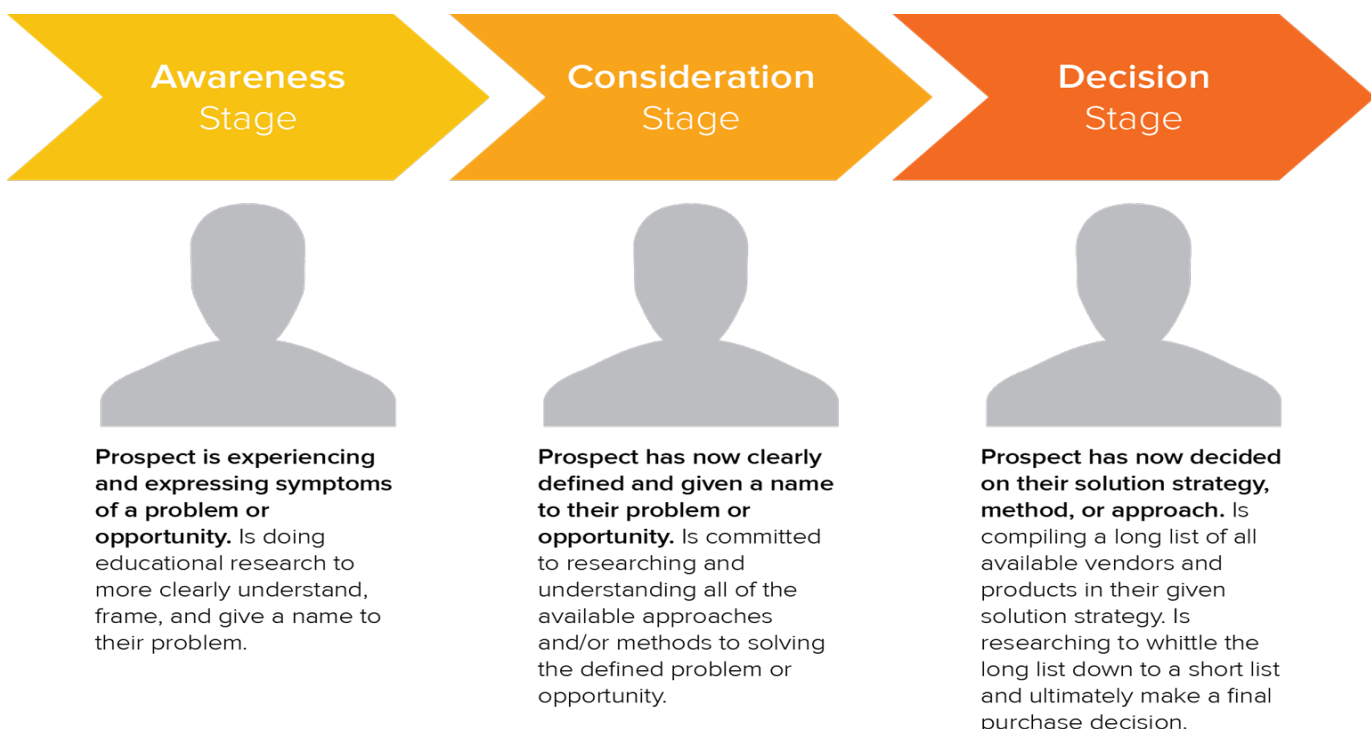 Awareness
Stage
Consideration
Stage
Decision
Stage
Prospect is experiencing
and expressing symptoms
of a problem or
opportunity. Is doing
educational research to
more clearly understand,
frame, and give a name to
their problem.
Prospect has now clearly
defined and given a name
to their problem or
opportunity. Is committed
to researching and
understanding all of the
available approaches
and/or methods to solving
the defined problem or
opportunity.
Prospect has now decided
on their solution strategy,
method, or approach. Is
compiling a long list of all
available vendors and
products in their given
solution strategy. Is
researching to whittle the
long list down to a short list
and ultimately make a final
purchase decision.